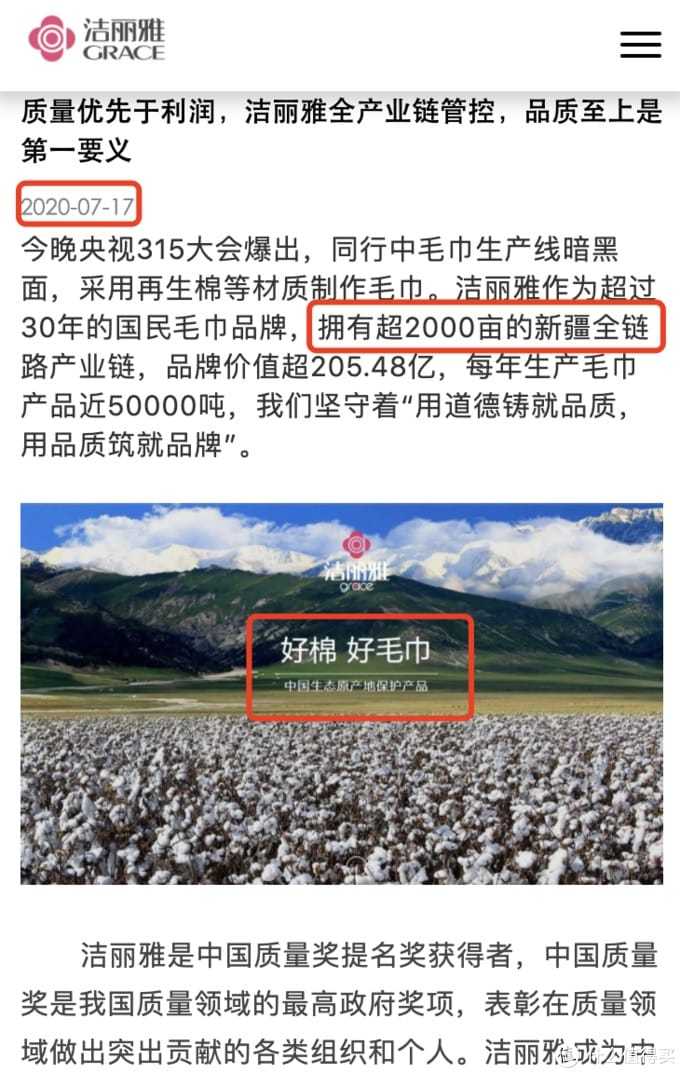 洁丽雅
GRACE
质量优先于利润，洁丽雅全产业链管控，品质至上是
第一要义
2020-07-17
今晚央视315大会爆出，同行中毛巾生产线暗黑
面，采用再生棉等材质制作毛巾。洁丽雅作为超过
30年的国民毛巾品牌，拥有超2000亩的新疆全链
路产业链，品牌价值超205.48亿，每年生产毛巾
产品近50000吨，我们坚守着“用道德铸就品质，
用品质筑就品牌”。
洁丽雅
grace
好棉 好毛巾
中国生态原产地保护产品
洁丽雅是中国质量奖提名奖获得者，中国质量
奖是我国质量领域的最高政府奖项，表彰在质量领
域做出突出贡献的各类组织和个人。洁丽雅成为中
值得买